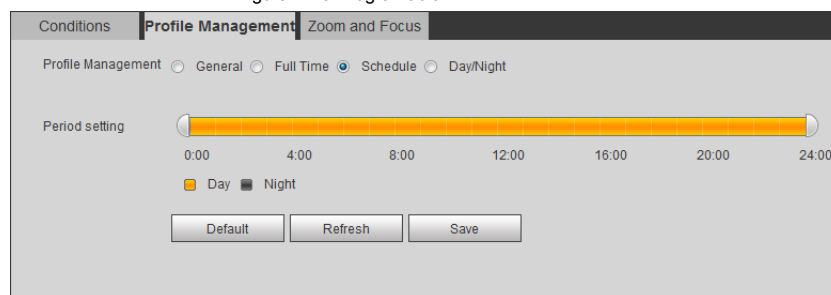 Conditions Profile Management Zoom and Focus
Profile Management General Full Time Schedule Day/Night
Period setting
0:00 4:00 8:00 12:00 16:00 20:00 24:00
Day Night
Default Refresh Save